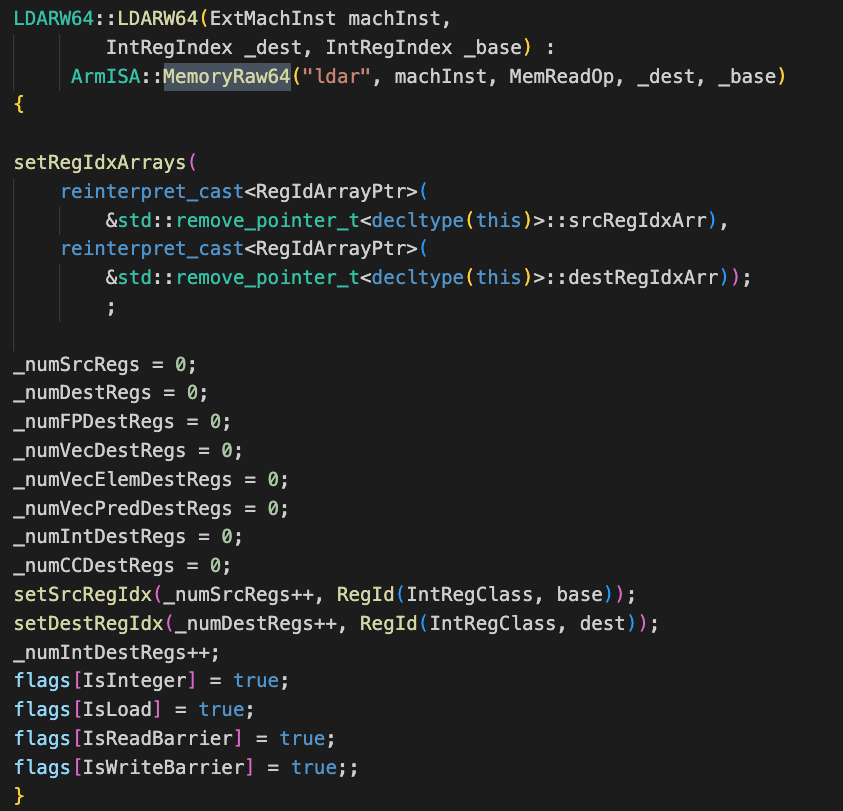 LDARW64::LDARW64(ExtMachInst machInst,
        IntRegIndex _dest, IntRegIndex _base) :
     ArmISA::MemoryRaw64("ldar", machInst, MemReadOp, _dest, _base)
{

setRegIdxArrays(
    reinterpret_cast<RegIdArrayPtr>(
        &std::remove_pointer_t<decltype(this)>::srcRegIdxArr),
    reinterpret_cast<RegIdArrayPtr>(
        &std::remove_pointer_t<decltype(this)>::destRegIdxArr));
        ;

_numSrcRegs = 0;
_numDestRegs = 0;
_numFPDestRegs = 0;
_numVecDestRegs = 0;
_numVecElemDestRegs = 0;
_numVecPredDestRegs = 0;
_numIntDestRegs = 0;
_numCCDestRegs = 0;
setSrcRegIdx(_numSrcRegs++, RegId(IntRegClass, base));
setDestRegIdx(_numDestRegs++, RegId(IntRegClass, dest));
_numIntDestRegs++;
flags[IsInteger] = true;
flags[IsLoad] = true;
flags[IsReadBarrier] = true;
flags[IsWriteBarrier] = true;;
}